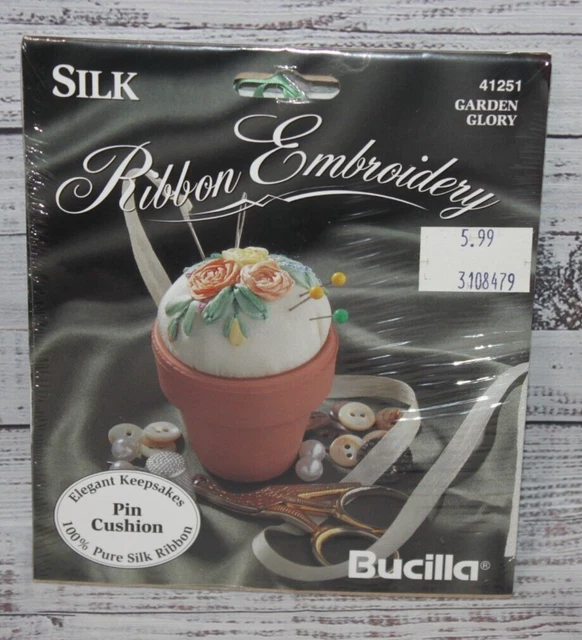 SILK
41251
GARDEN
GLORY
Ribbon Embroidery
5.99
3108479
Elegant Keepsakes
Pin
Cushion
100% Pure Silk Ribbon
Bucilla®